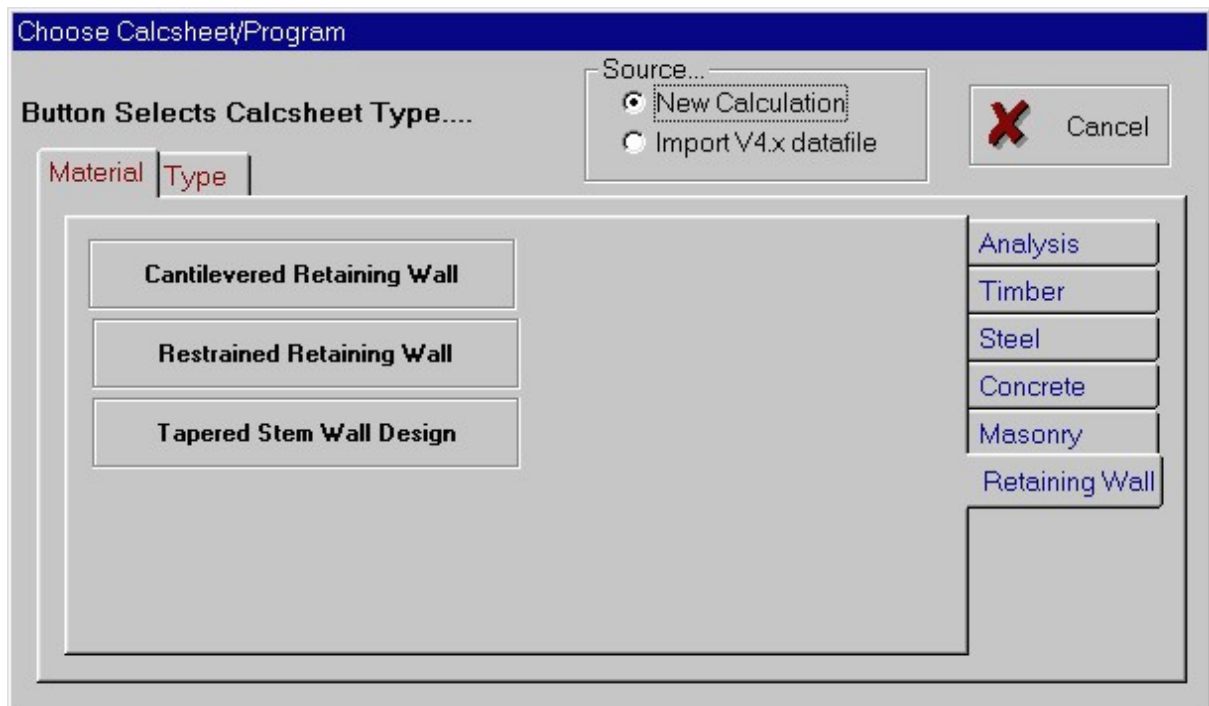 Choose Calcsheet/Program
Button Selects Calcsheet Type....
Source...
New Calculation
Import V4.x datafile
Cancel
Material
Type
Cantilevered Retaining Wall
Restrained Retaining Wall
Tapered Stem Wall Design
Analysis
Timber
Steel
Concrete
Masonry
Retaining Wall